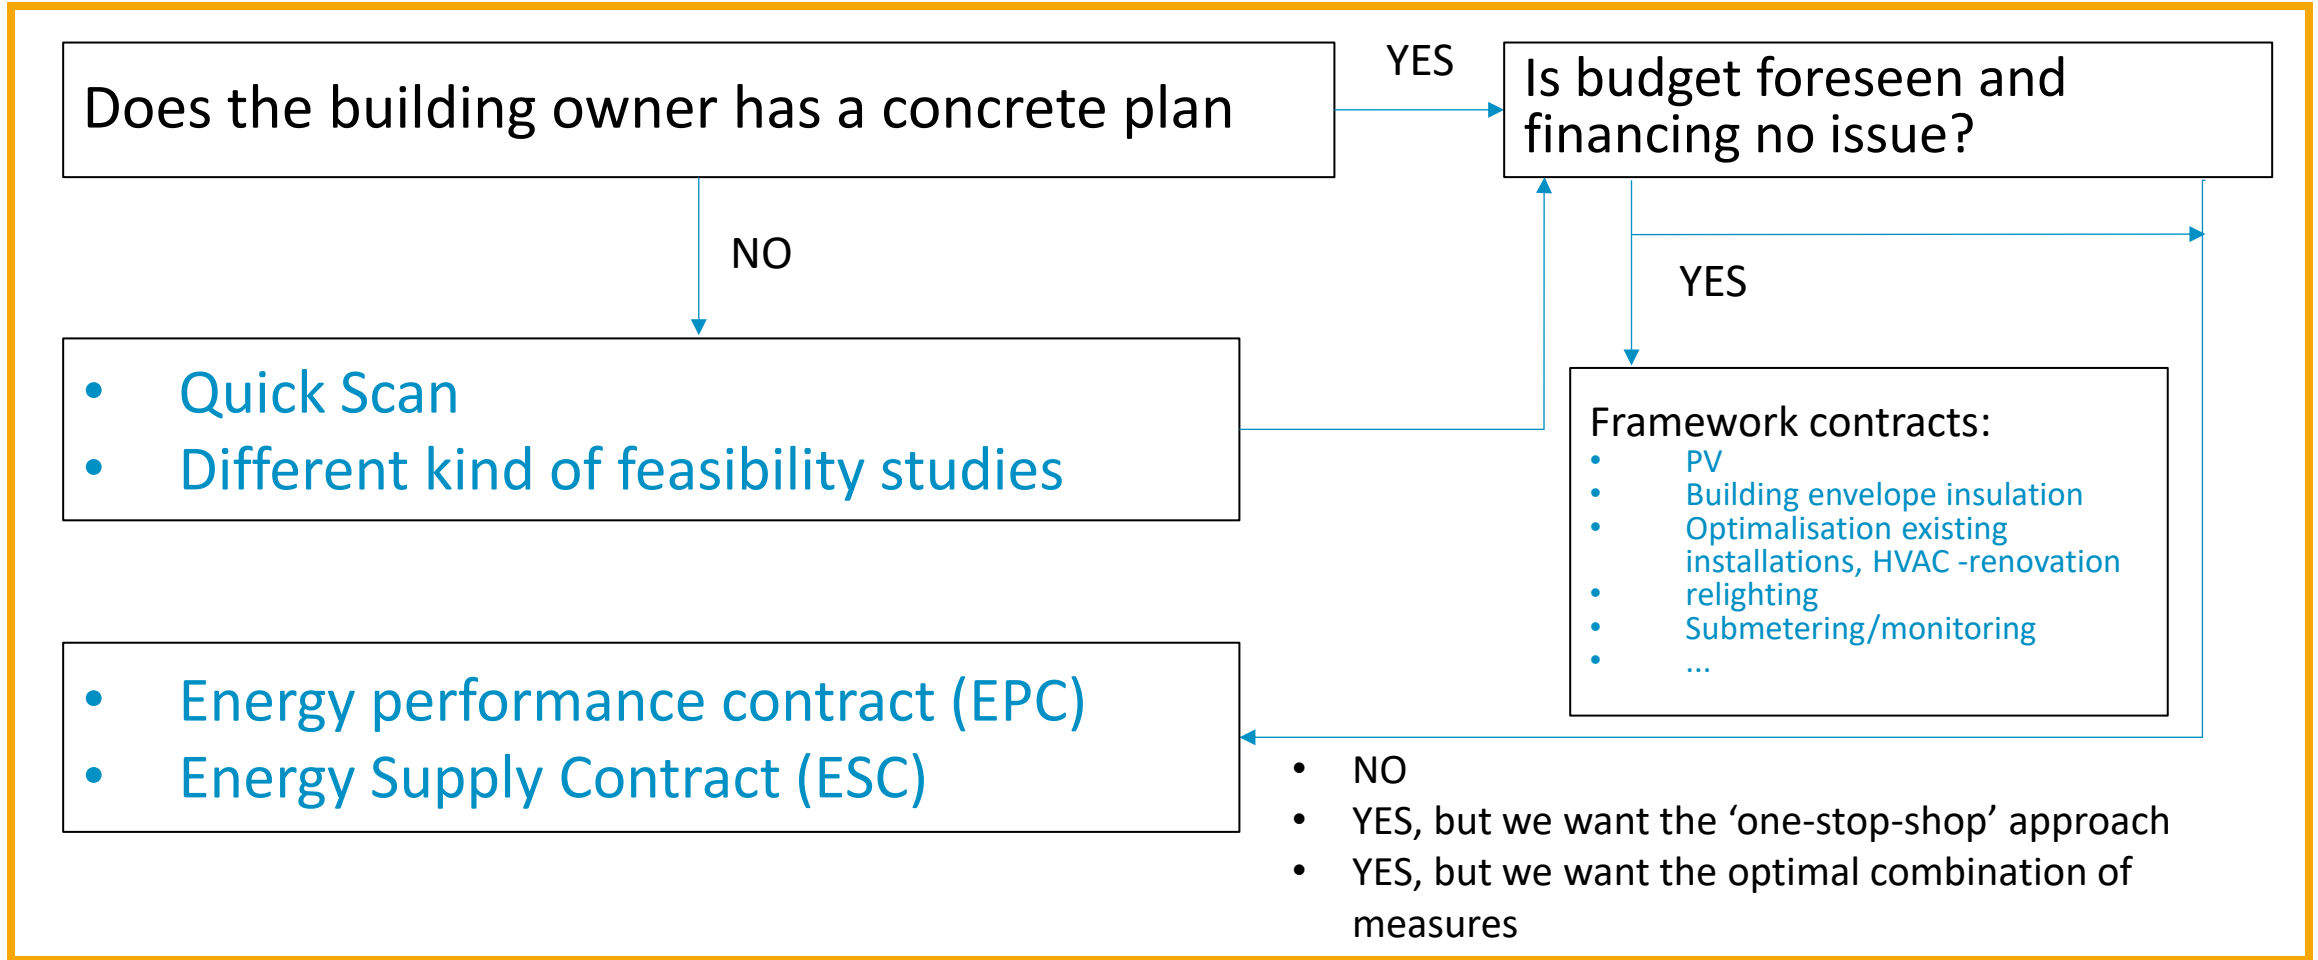 Does the building owner has a concrete plan
YES
Is budget foreseen and
financing no issue?
NO
YES
• Quick Scan
• Different kind of feasibility studies
Framework contracts:
• PV
• Building envelope insulation
• Optimalisation existing
installations, HVAC -renovation
• relighting
• Submetering/monitoring
• ...
• Energy performance contract (EPC)
• Energy Supply Contract (ESC)
• NO
• YES, but we want the ‘one-stop-shop’ approach
• YES, but we want the optimal combination of
measures